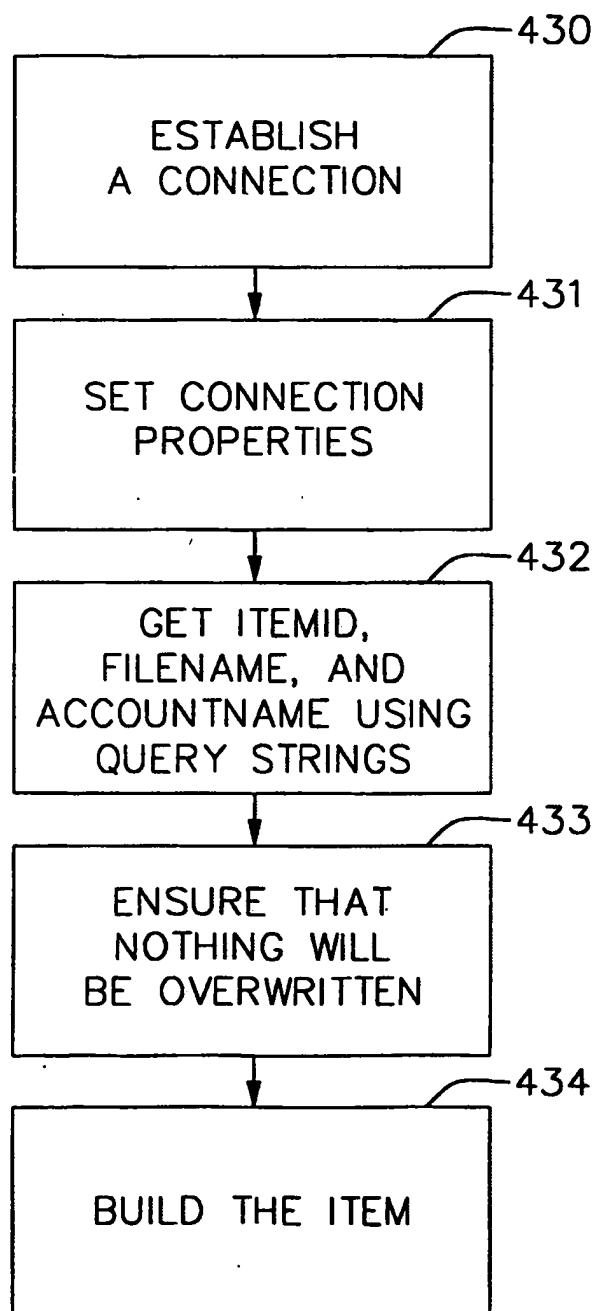 430
ESTABLISH
A CONNECTION
431
SET CONNECTION
PROPERTIES
432
GET ITEMID,
FILENAME, AND
ACCOUNTNAME USING
QUERY STRINGS
433
ENSURE THAT
NOTHING WILL
BE OVERWRITTEN
434
BUILD THE ITEM